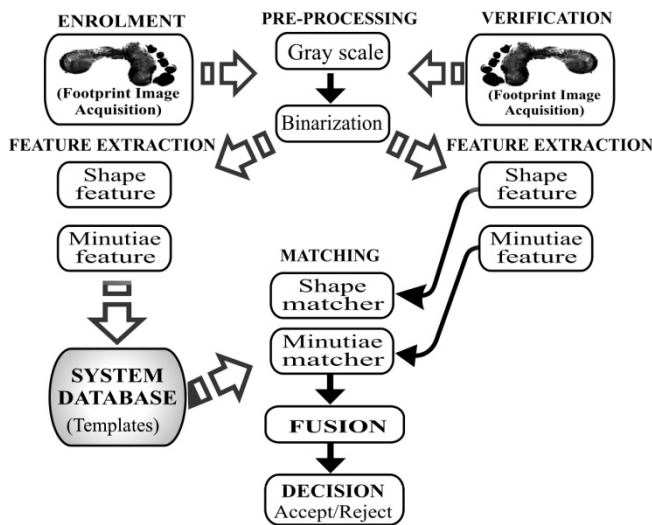 ENROLMENT
(Footprint Image
Acquisition)
PRE-PROCESSING
Gray scale
Binarization
VERIFICATION
(Footprint Image
Acquisition)
FEATURE EXTRACTION
Shape
feature
Minutiae
feature
SYSTEM
DATABASE
(Templates)
FEATURE EXTRACTION
Shape
feature
Minutiae
feature
MATCHING
Shape
matcher
Minutiae
matcher
FUSION
DECISION
Accept/Reject